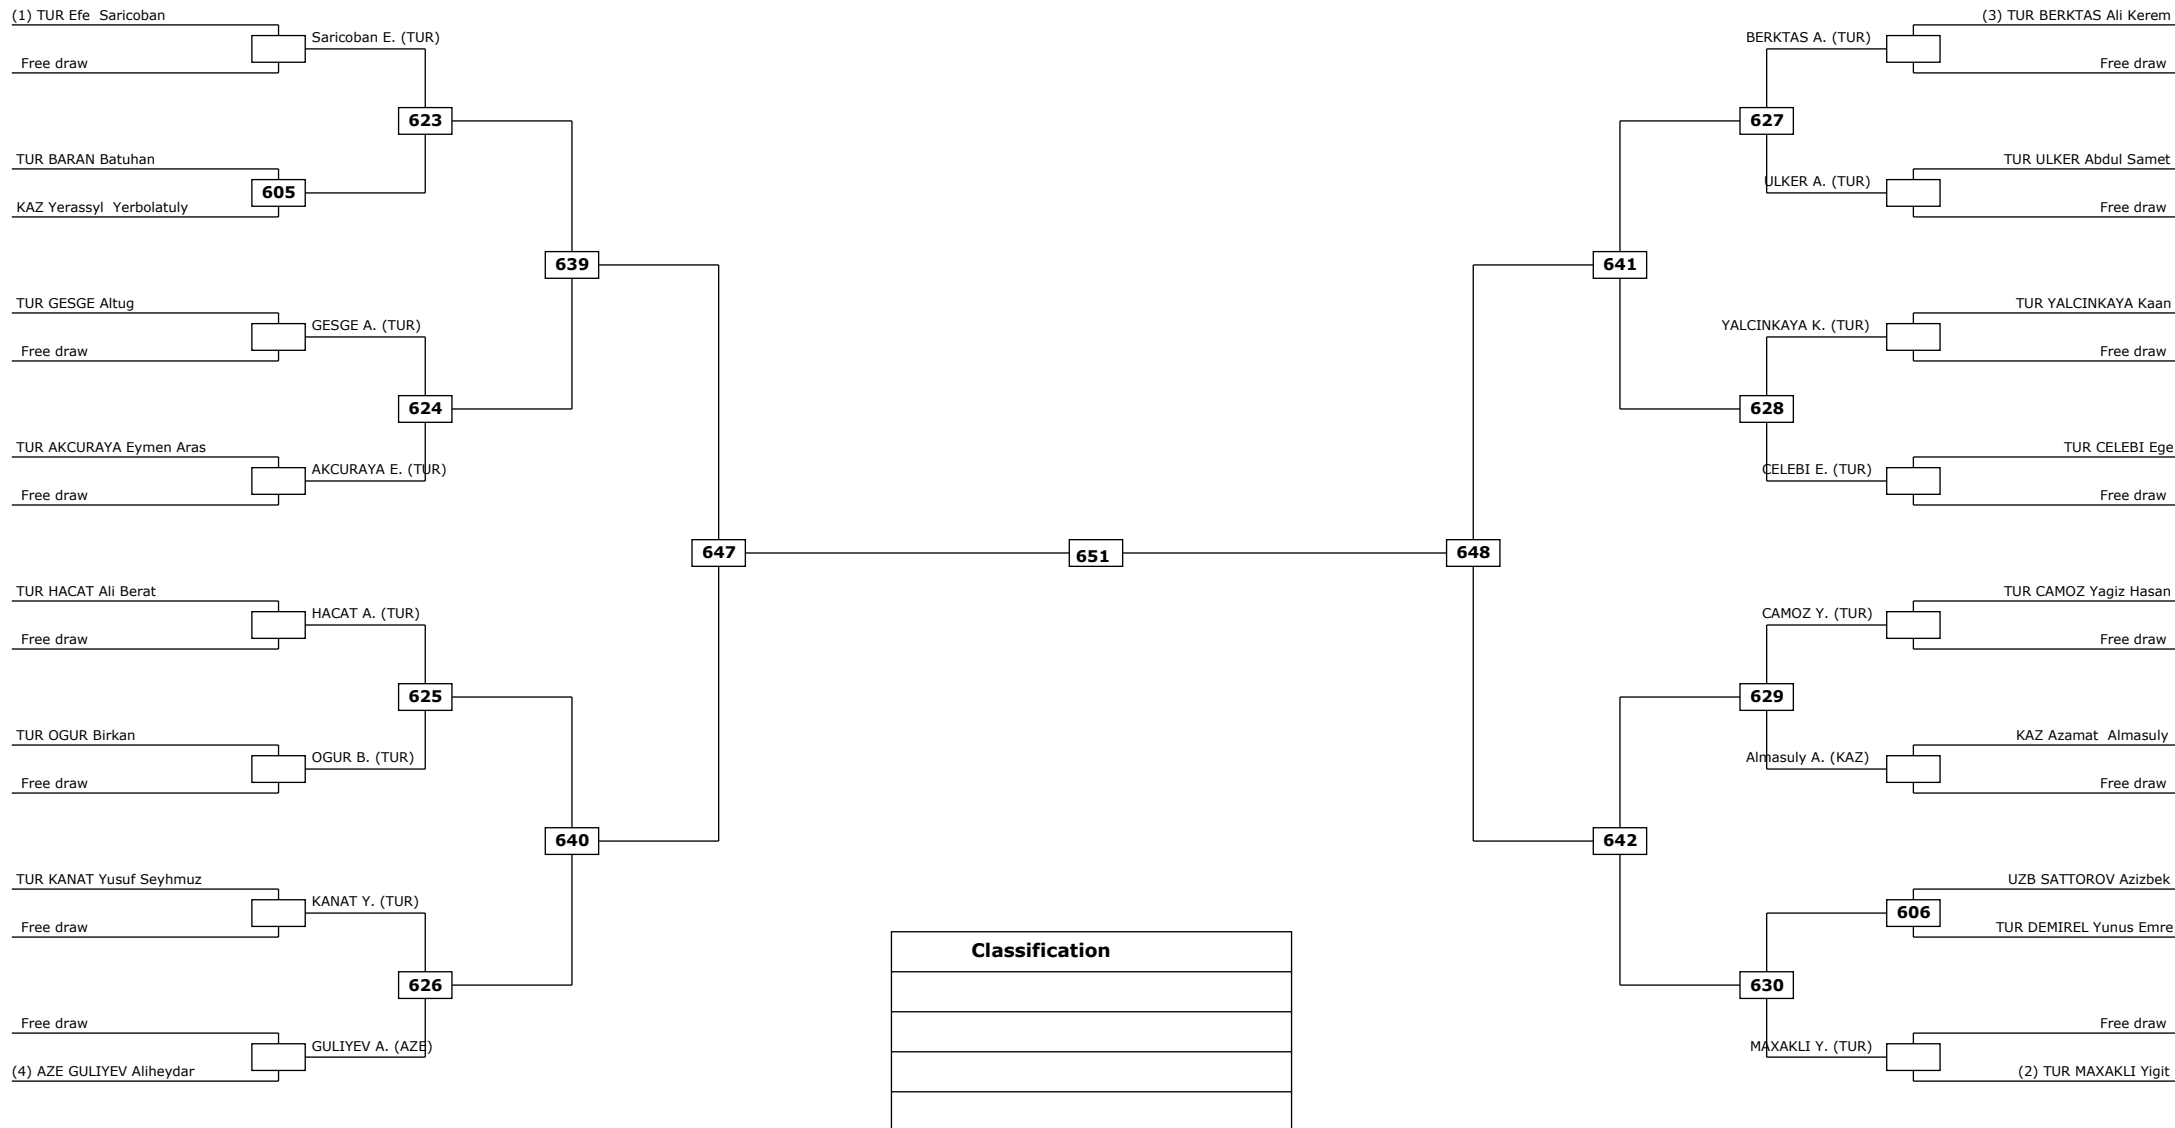 (1) TUR Efe  Saricoban
Saricoban E. (TUR)
Free draw
623
TUR BARAN Batuhan
605
KAZ Yerassyl  Yerbolatuly
639
TUR GESGE Altug
GESGE A. (TUR)
Free draw
624
TUR AKCURAYA Eymen Aras
AKCURAYA E. (TUR)
Free draw
647
TUR HACAT Ali Berat
HACAT A. (TUR)
Free draw
625
TUR OGUR Birkan
OGUR B. (TUR)
Free draw
640
TUR KANAT Yusuf Seyhmuz
KANAT Y. (TUR)
Free draw
626
Free draw
GULIYEV A. (AZE)
(4) AZE GULIYEV Aliheydar
651
Classification
(3) TUR BERKTAS Ali Kerem
BERKTAS A. (TUR)
Free draw
627
TUR ULKER Abdul Samet
ULKER A. (TUR)
Free draw
641
TUR YALCINKAYA Kaan
YALCINKAYA K. (TUR)
Free draw
628
TUR CELEBI Ege
CELEBI E. (TUR)
Free draw
648
TUR CAMOZ Yagiz Hasan
CAMOZ Y. (TUR)
Free draw
629
KAZ Azamat  Almasuly
Almasuly A. (KAZ)
Free draw
642
UZB SATTOROV Azizbek
606
TUR DEMIREL Yunus Emre
630
Free draw
MAXAKLI Y. (TUR)
(2) TUR MAXAKLI Yigit